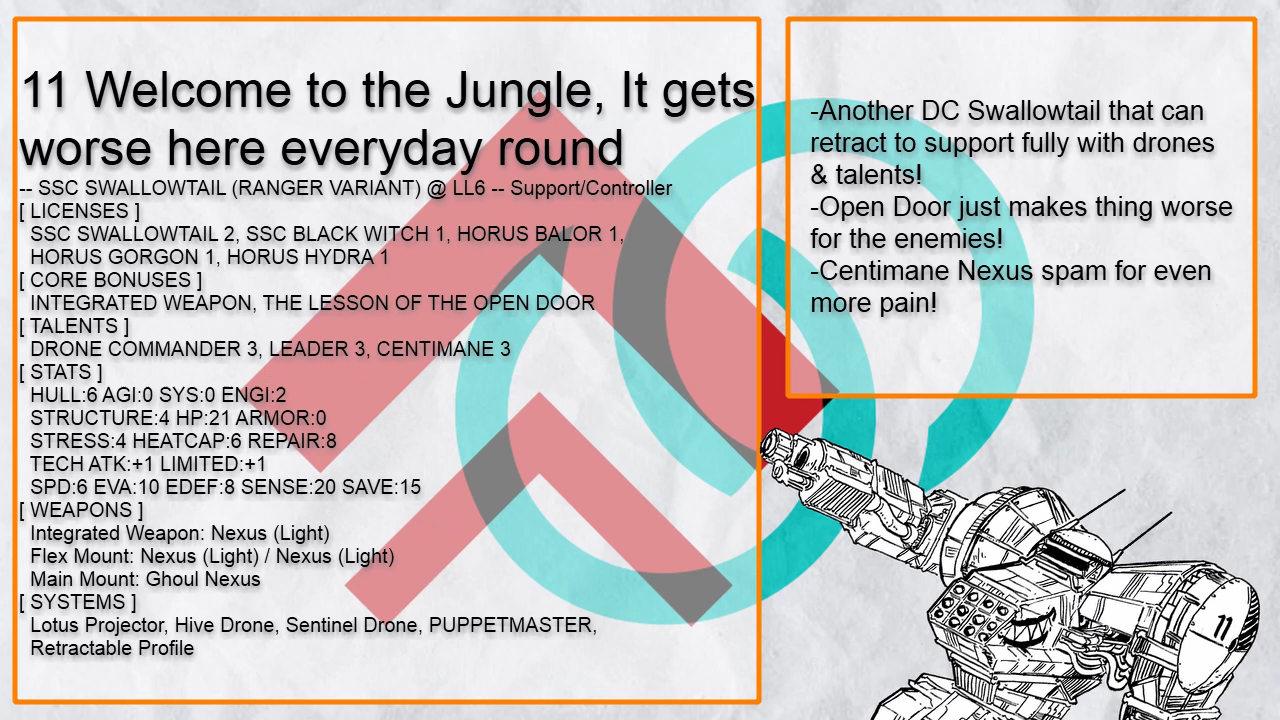 11 Welcome to the Jungle, It gets
worse here everyday round
-- SSC SWALLOWTAIL (RANGER VARIANT) @ LL6 -- Support/Controller
[ LICENSES ]
SSC SWALLOWTAIL 2, SSC BLACK WITCH 1, HORUS BALOR 1,
HORUS GORGON 1, HORUS HYDRA 1
[ CORE BONUSES ]
INTEGRATED WEAPON, THE LESSON OF THE OPEN DOOR
[ TALENTS ]
DRONE COMMANDER 3, LEADER 3, CENTIMANE 3
[ STATS ]
HULL:6 AGI:0 SYS:0 ENGI:2
STRUCTURE:4 HP:21 ARMOR:0
STRESS:4 HEATCAP:6 REPAIR:8
TECH ATK:+1 LIMITED:+1
SPD:6 EVA:10 EDEF:8 SENSE:20 SAVE:15
[ WEAPONS ]
Integrated Weapon: Nexus (Light)
Flex Mount: Nexus (Light) / Nexus (Light)
Main Mount: Ghoul Nexus
[ SYSTEMS ]
Lotus Projector, Hive Drone, Sentinel Drone, PUPPETMASTER,
Retractable Profile
-Another DC Swallowtail that can
retract to support fully with drones
& talents!
-Open Door just makes thing worse
for the enemies!
-Centimane Nexus spam for even
more pain!
11